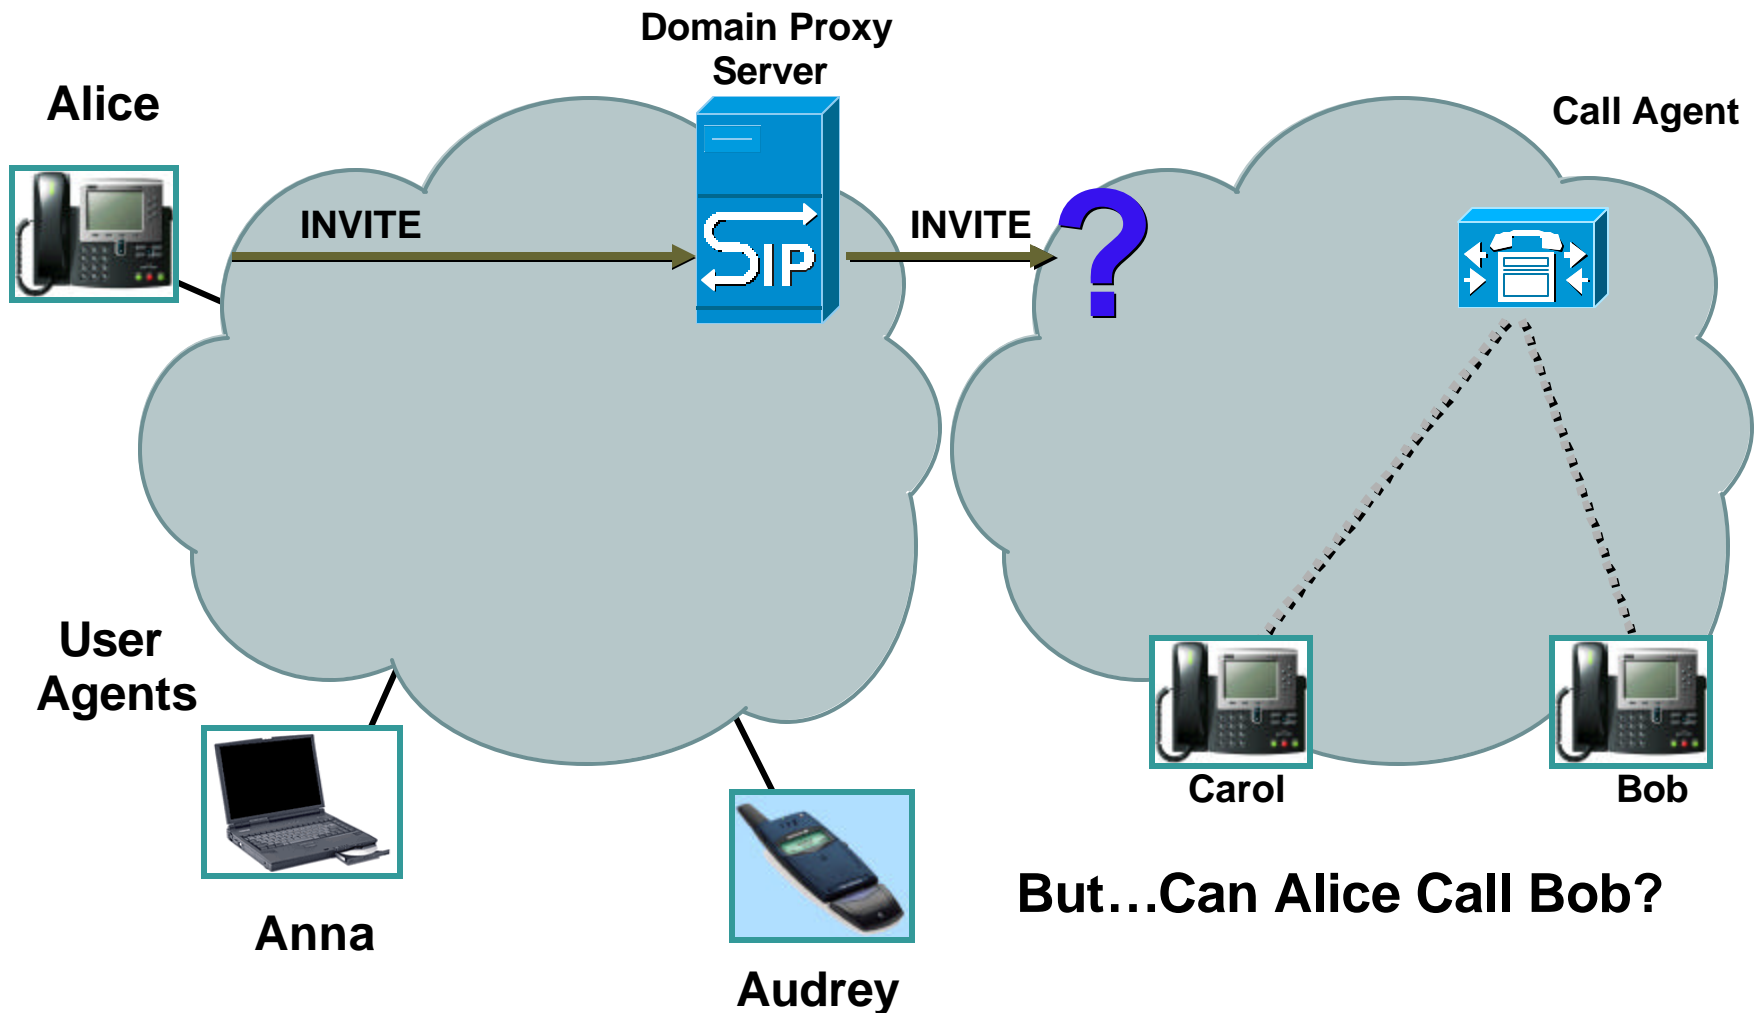 Domain Proxy
Server
Alice
Call Agent
INVITE
INVITE
?
SIP
User
Agents
Carol
Bob
But…Can Alice Call Bob?
Anna
Audrey